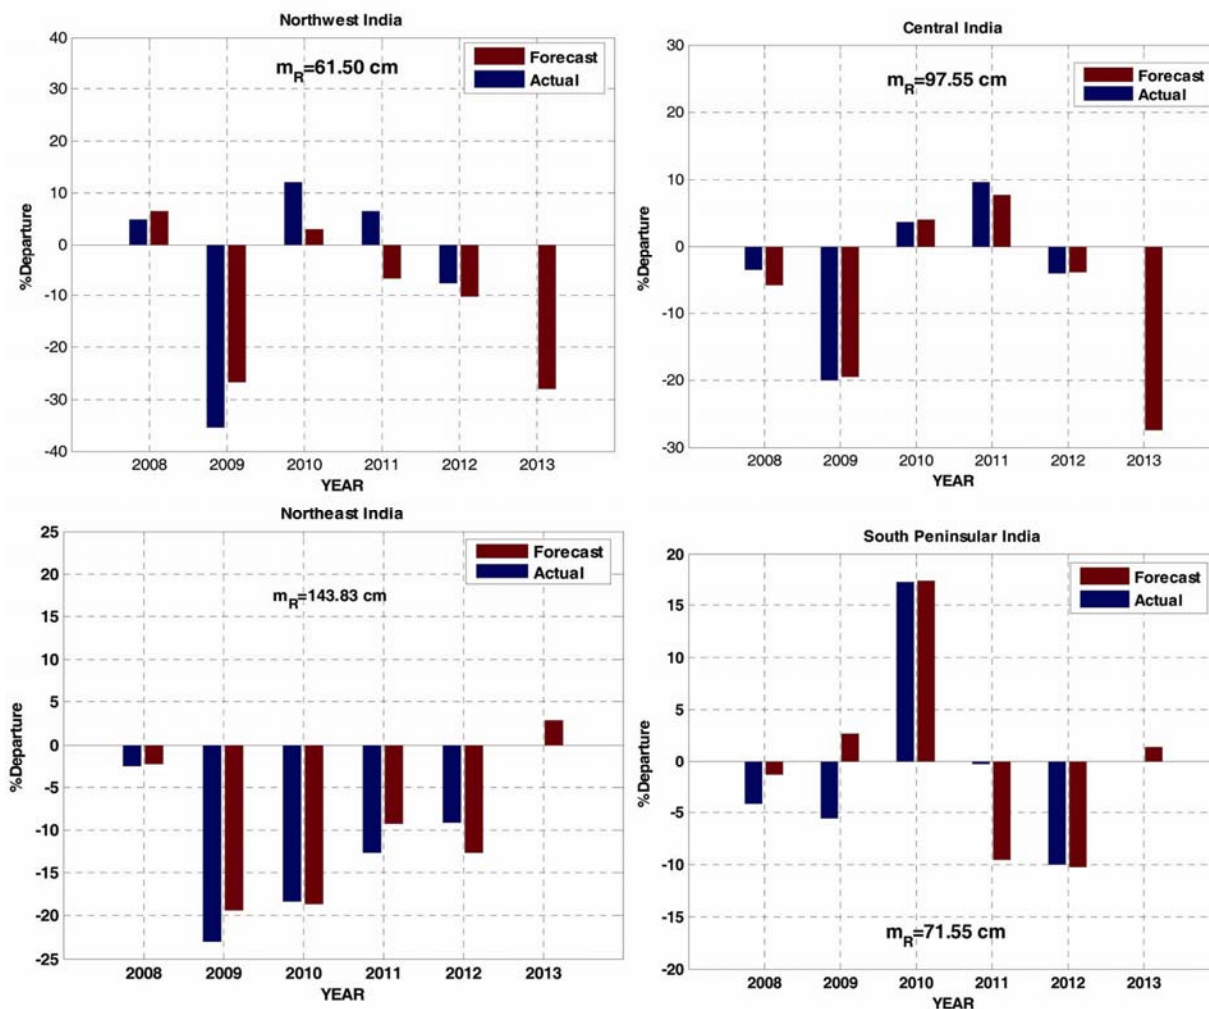 Northwest India
40
30
20
10
0
-10
-20
-30
-40
%Departure
m_R=61.50 cm
Forecast
Actual
2008 2009 2010 2011 2012 2013
YEAR
Central India
30
20
10
0
-10
-20
-30
%Departure
m_R=97.55 cm
Forecast
Actual
2008 2009 2010 2011 2012 2013
YEAR
Northeast India
25
20
15
10
5
0
-5
-10
-15
-20
-25
%Departure
m_R=143.83 cm
Forecast
Actual
2008 2009 2010 2011 2012 2013
YEAR
South Peninsular India
20
15
10
5
0
-5
-10
-15
-20
%Departure
Forecast
Actual
m_R=71.55 cm
2008 2009 2010 2011 2012 2013
YEAR